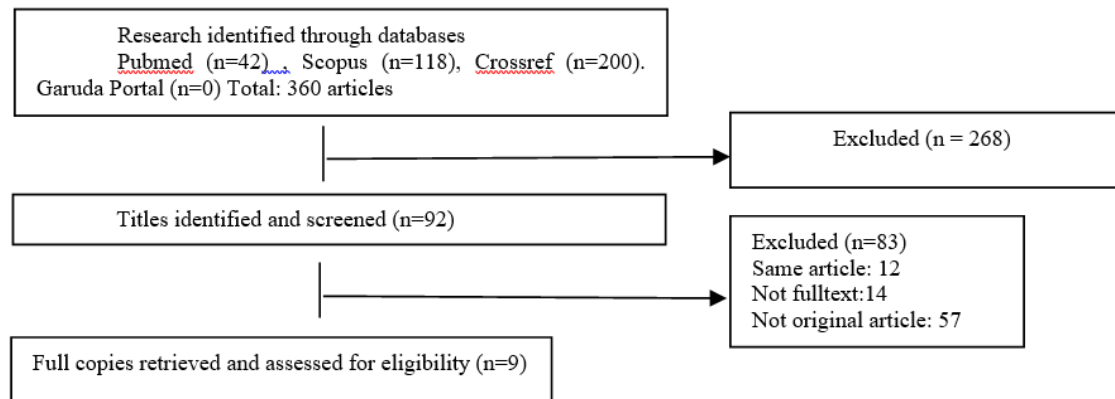 Research identified through databases
Pubmed (n=42) , Scopus (n=118), Crossref (n=200).
Garuda Portal (n=0) Total: 360 articles
Excluded (n = 268)
Titles identified and screened (n=92)
Excluded (n=83)
Same article: 12
Not fulltext:14
Not original article: 57
Full copies retrieved and assessed for eligibility (n=9)